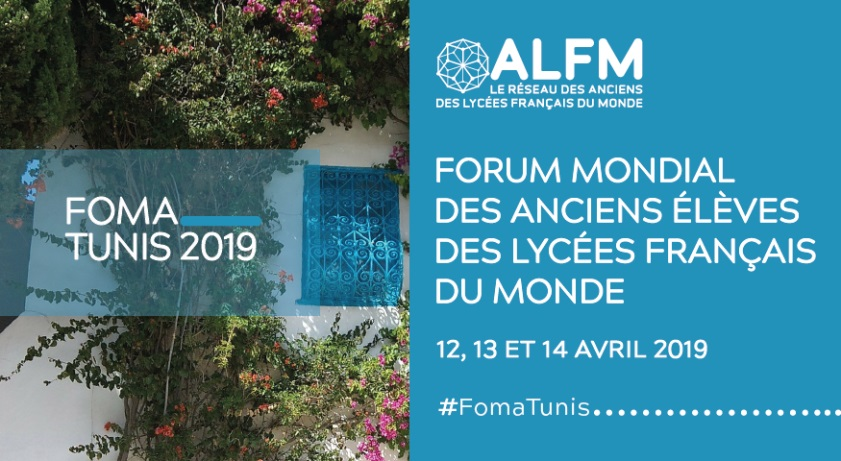 FOMA
TUNIS 2019
ALFM
LE RÉSEAU DES ANCIENS
DES LYCÉES FRANÇAIS DU MONDE
FORUM MONDIAL
DES ANCIENS ÉLÈVES
DES LYCÉES FRANÇAIS
DU MONDE
12, 13 ET 14 AVRIL 2019
#FomaTunis